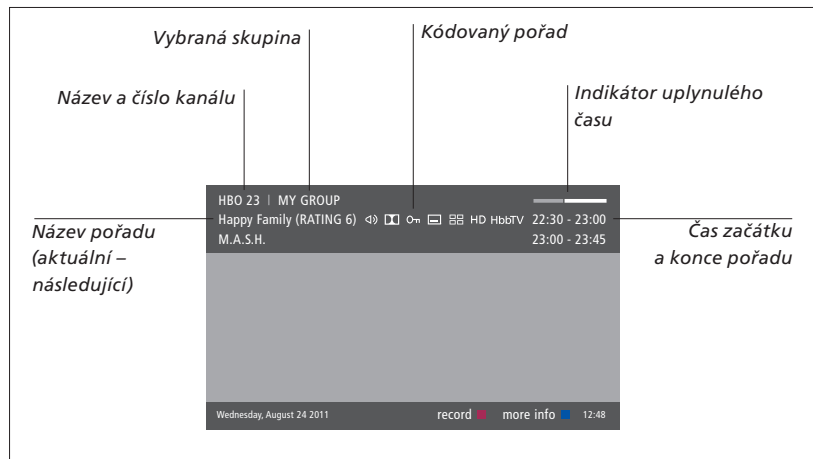 Vybraná skupina
Kódovaný pořad
Název a číslo kanálu
Indikátor uplynulého
času
HBO 23 | MY GROUP
Happy Family (RATING 6) HD HbbTV 22:30 - 23:00
M.A.S.H. 23:00 - 23:45
Název pořadu
(aktuální –
následující)
Čas začátku
a konce pořadu
Wednesday, August 24 2011 record more info 12:48